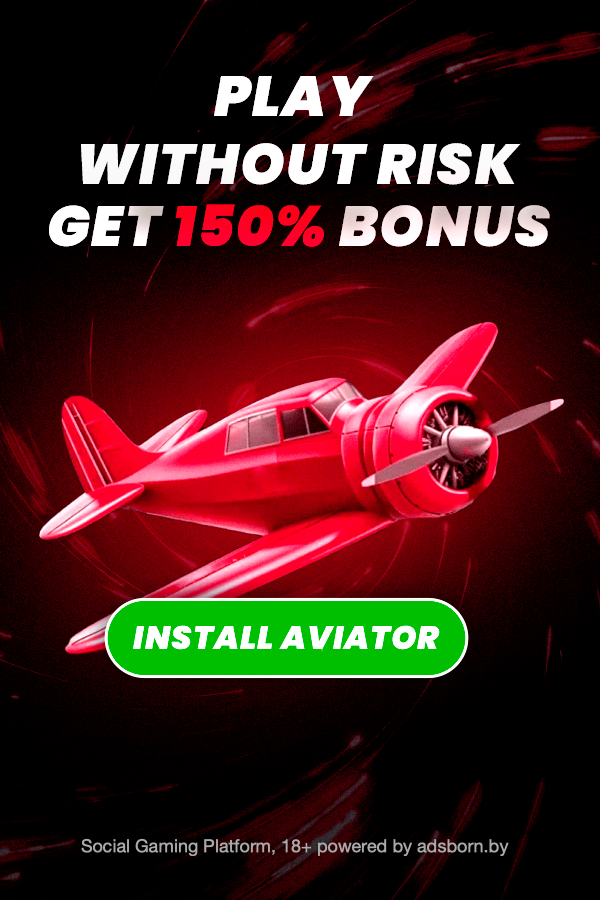 PLAY
WITHOUT RISK
GET 150% BONUS
INSTALL AVIATOR
Social Gaming Platform, 18+ powered by adsborn.by